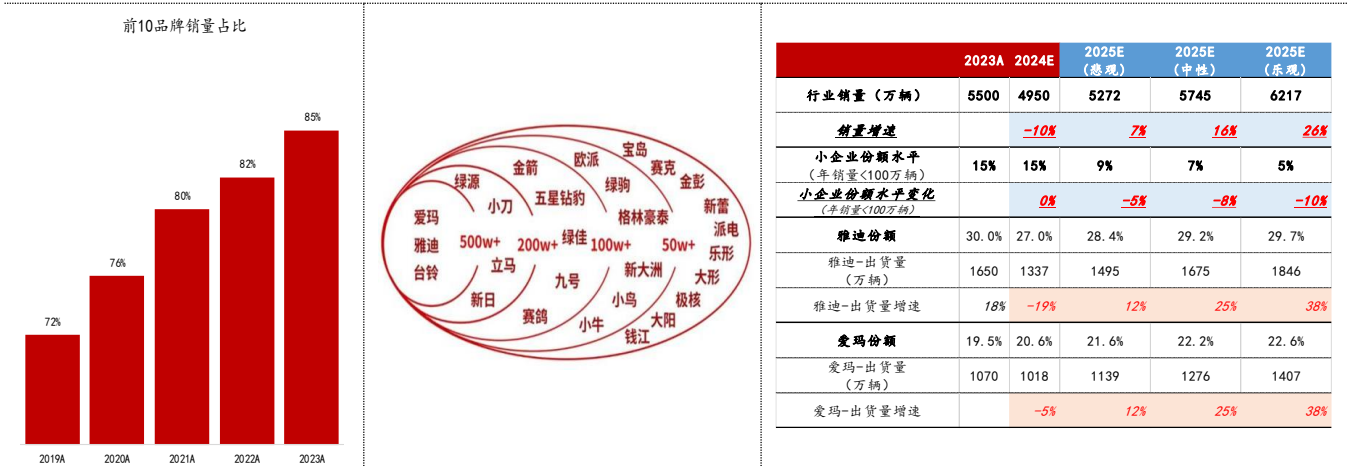 前10品牌销量占比
85%
82%
80%
76%
72%
2019A 2020A 2021A 2022A 2023A
宝岛
欧派 赛克
金箭 金彭
绿源 绿驹
五星钻豹 新蕾
小刀
爱玛 格林豪泰 派电
雅迪 500w+ 200w+ 绿佳 100w+ 50w+ 乐彤
台铃 立马 新大洲 大彤
九号
新日 小鸟 极核
赛鸽 小牛 大阳
钱江
2023A 2024E 2025E (悲观) 2025E (中性) 2025E (乐观)
行业销量（万辆） 5500 4950 5272 5745 6217
销量增速 -10% 7% 16% 26%
小企业份额水平 15% 15% 9% 7% 5%
(年销量<100万辆)
小企业份额水平变化 0% -5% -8% -10%
(年销量<100万辆)
雅迪份额 30.0% 27.0% 28.4% 29.2% 29.7%
雅迪-出货量 1650 1337 1495 1675 1846
(万辆)
雅迪-出货量增速 18% -19% 12% 25% 38%
爱玛份额 19.5% 20.6% 21.6% 22.2% 22.6%
爱玛-出货量 1070 1018 1139 1276 1407
(万辆)
爱玛-出货量增速 -5% 12% 25% 38%